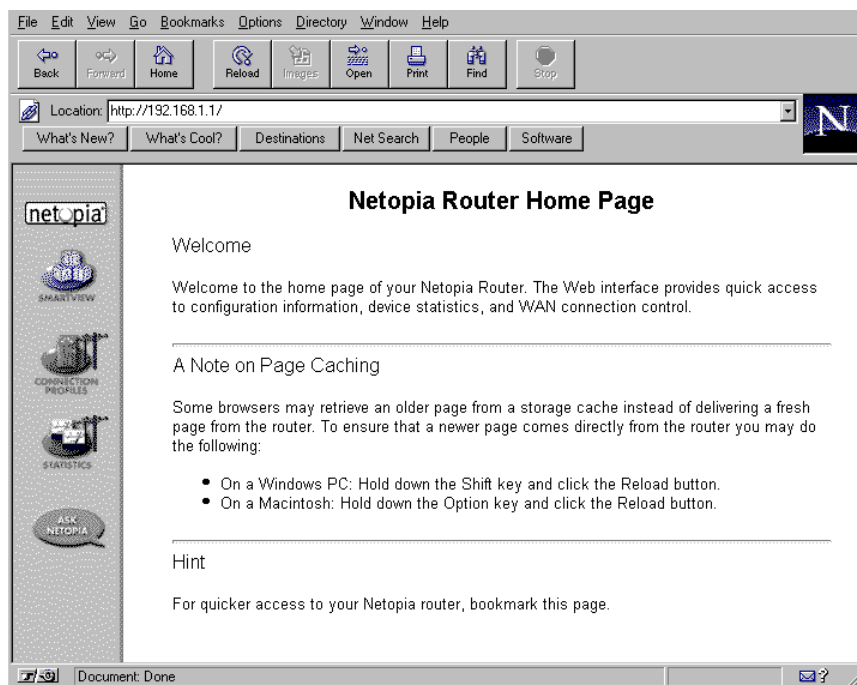 File Edit View Go Bookmarks Options Directory Window Help
Back Forward Home Reload Images Open Print Find Stop
Location: http://192.168.1.1/
N
What's New? What's Cool? Destinations Net Search People Software
netopia
SMARTVIEW
CONNECTION
PROFILES
STATISTICS
ASK
NETOPIA
Netopia Router Home Page
Welcome
Welcome to the home page of your Netopia Router. The Web interface provides quick access
to configuration information, device statistics, and WAN connection control.
A Note on Page Caching
Some browsers may retrieve an older page from a storage cache instead of delivering a fresh
page from the router. To ensure that a newer page comes directly from the router you may do
the following:
• On a Windows PC: Hold down the Shift key and click the Reload button.
• On a Macintosh: Hold down the Option key and click the Reload button.
Hint
For quicker access to your Netopia router, bookmark this page.
Document: Done
?